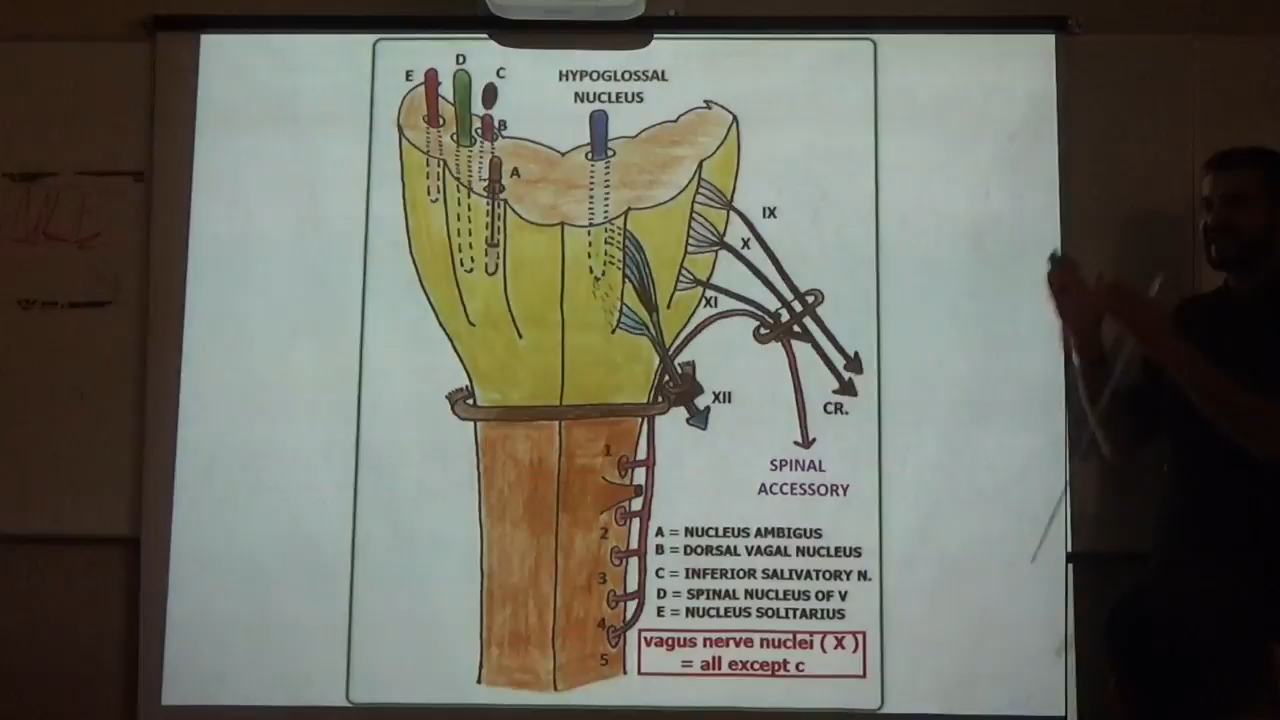 E
D
C
B
A
HYPOGLOSSAL
NUCLEUS
IX
X
XI
XII
CR.
SPINAL
ACCESSORY
1
2
3
4
5
A = NUCLEUS AMBIGUS
B = DORSAL VAGAL NUCLEUS
C = INFERIOR SALIVATORY N.
D = SPINAL NUCLEUS OF V
E = NUCLEUS SOLITARIUS
vagus nerve nuclei ( X )
= all except c